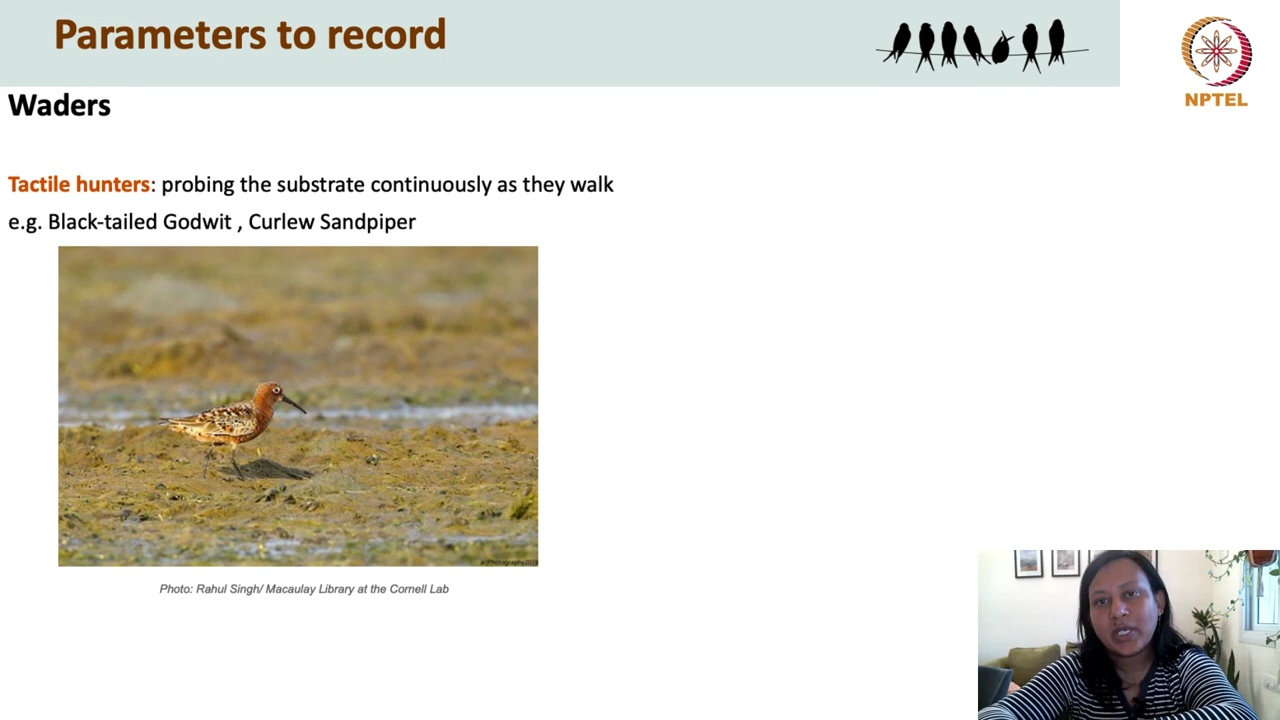 Parameters to record
NPTEL
Waders
Tactile hunters: probing the substrate continuously as they walk
e.g. Black-tailed Godwit , Curlew Sandpiper
Photo: Rahul Singh/ Macaulay Library at the Cornell Lab